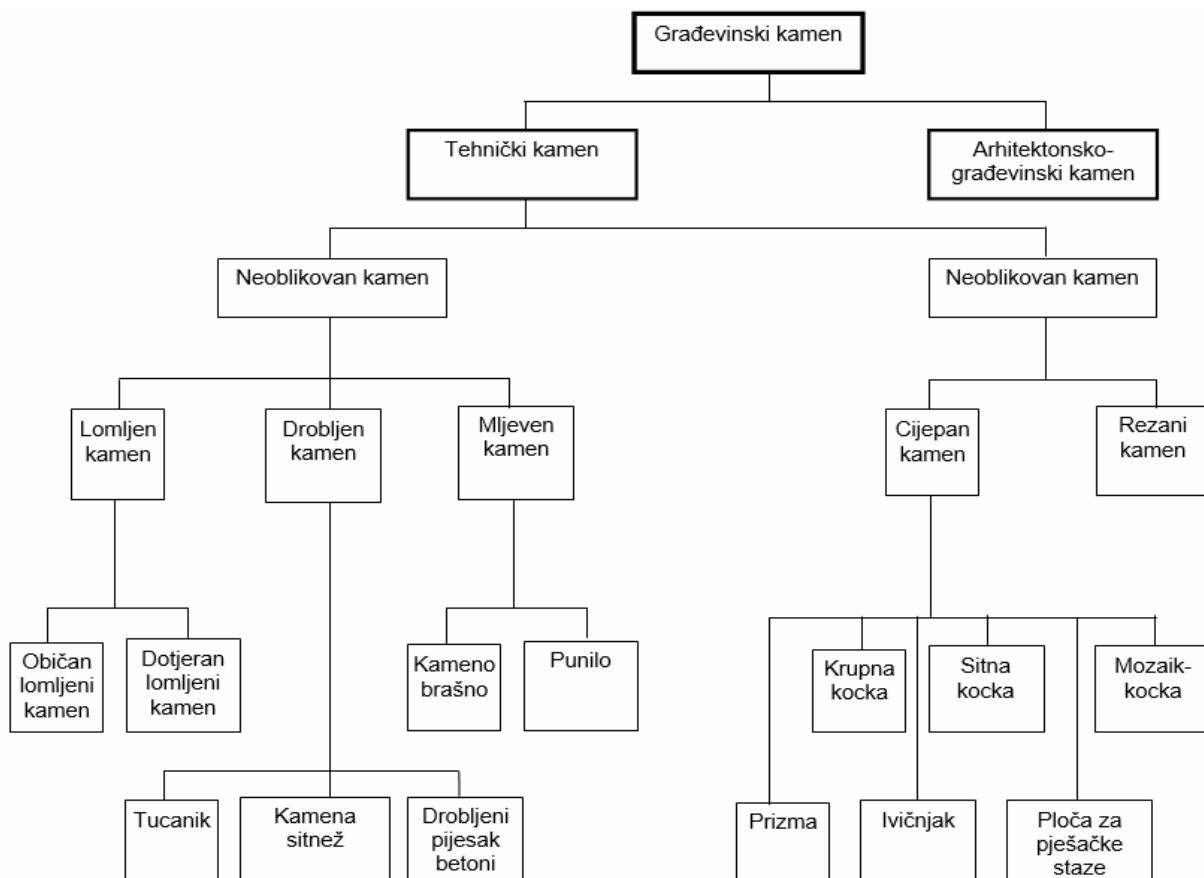 Građevinski kamen
Tehnički kamen
Arhitektonsko-
građevinski kamen
Neoblikovan kamen
Neoblikovan kamen
Lomljen
kamen
Drobljen
kamen
Mljeven
kamen
Cijepan
kamen
Rezani
kamen
Običan
lomljeni
kamen
Dotjeran
lomljeni
kamen
Kameno
brašno
Punilo
Krupna
kocka
Sitna
kocka
Mozaik-
kocka
Tucanik
Kamena
sitnež
Drobljeni
pijesak
betoni
Prizma
Ivičnjak
Ploča za
pješačke
staze